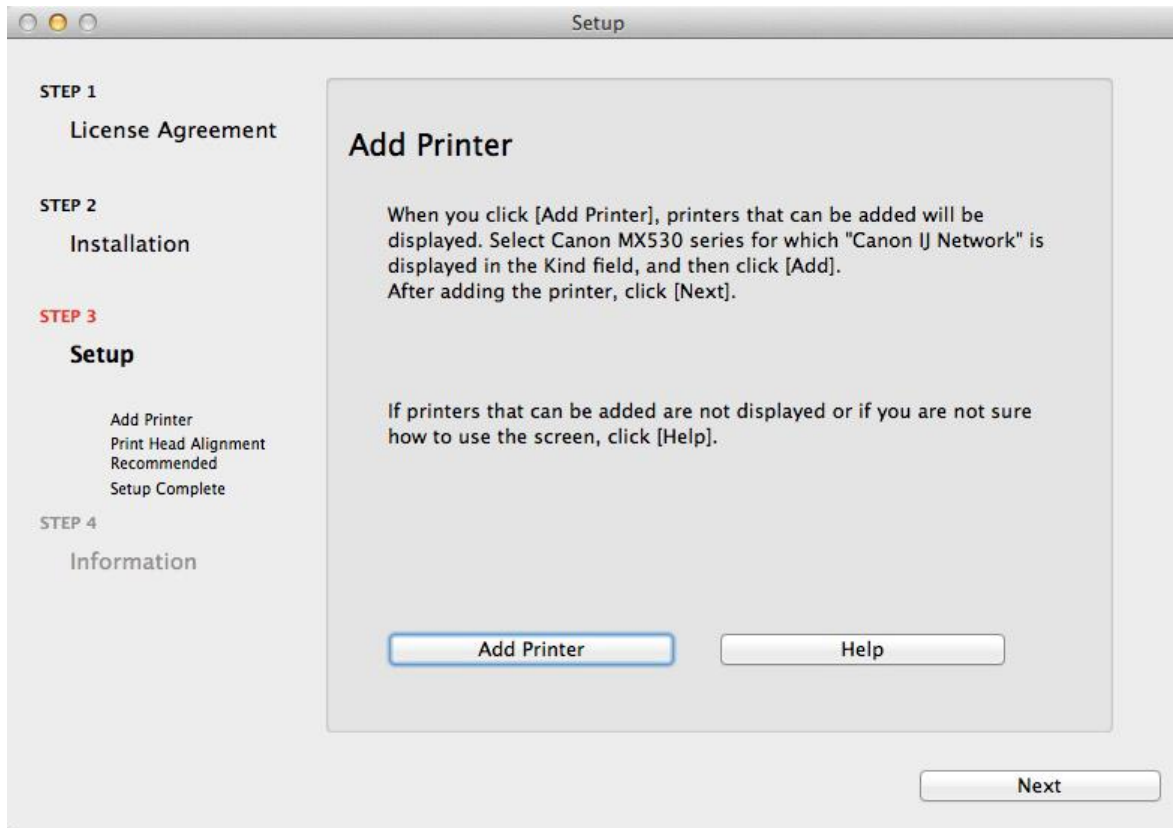 Setup
STEP 1
License Agreement
STEP 2
Installation
STEP 3
Setup
Add Printer
Print Head Alignment
Recommended
Setup Complete
STEP 4
Information
Add Printer
When you click [Add Printer], printers that can be added will be
displayed. Select Canon MX530 series for which "Canon IJ Network" is
displayed in the Kind field, and then click [Add].
After adding the printer, click [Next].
If printers that can be added are not displayed or if you are not sure
how to use the screen, click [Help].
Add Printer
Help
Next